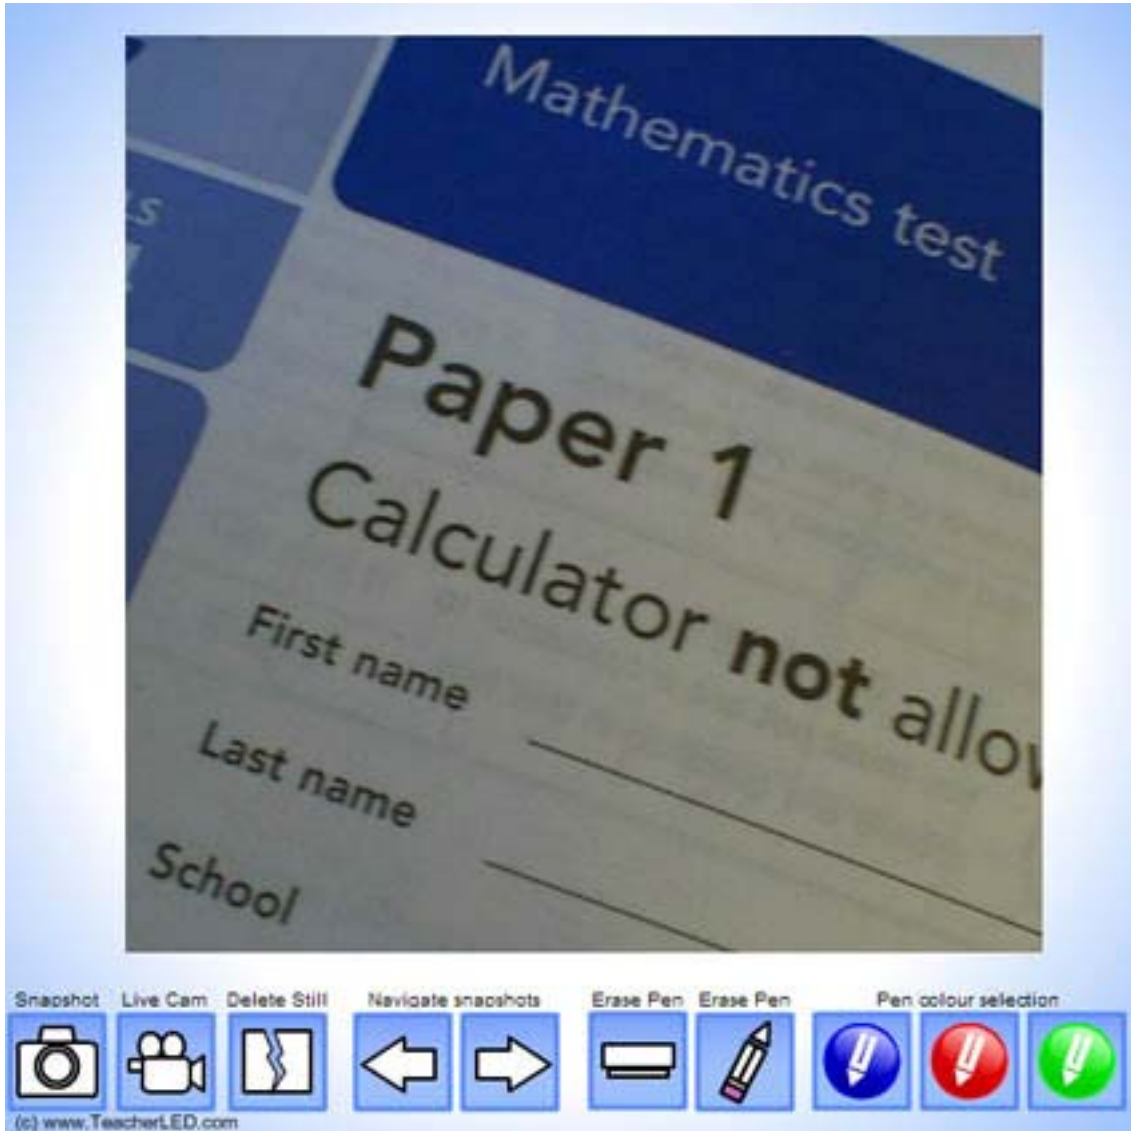 Mathematics test
LS
Paper 1
Calculator not allow
First name
Last name
School
Snapshot Live Cam Delete Still Navigate snapshots Erase Pen Erase Pen Pen colour selection
(c) www.TeacherLED.com